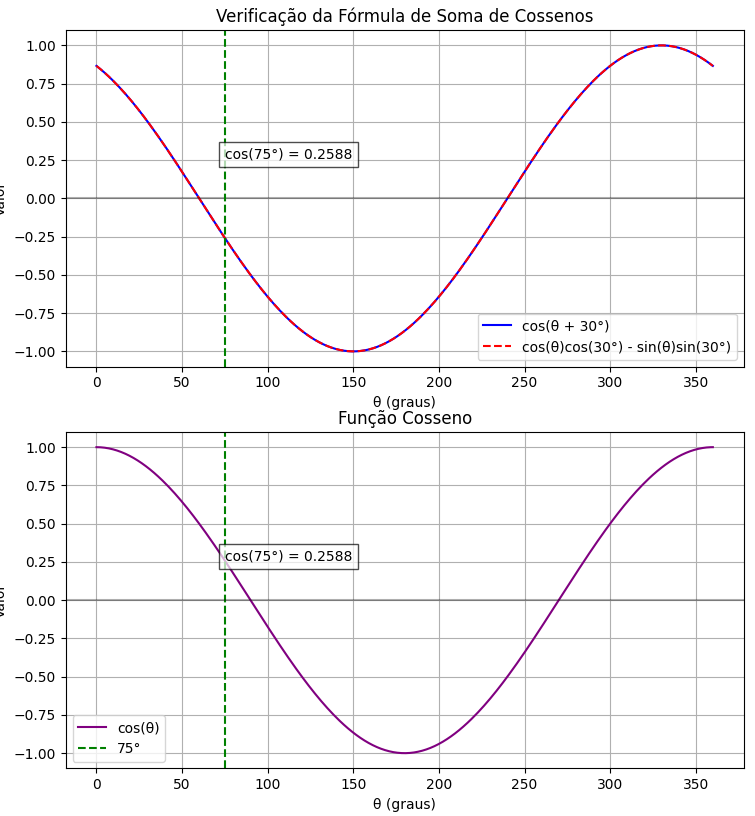 Verificação da Fórmula de Soma de Cossenos
1.00
0.75
0.50
0.25
0.00
−0.25
−0.50
−0.75
−1.00
cos(75°) = 0.2588
cos(θ + 30°)
cos(θ)cos(30°) - sin(θ)sin(30°)
0 50 100 150 200 250 300 350
θ (graus)
Função Cosseno
1.00
0.75
0.50
0.25
0.00
−0.25
−0.50
−0.75
−1.00
cos(75°) = 0.2588
cos(θ)
75°
0 50 100 150 200 250 300 350
θ (graus)